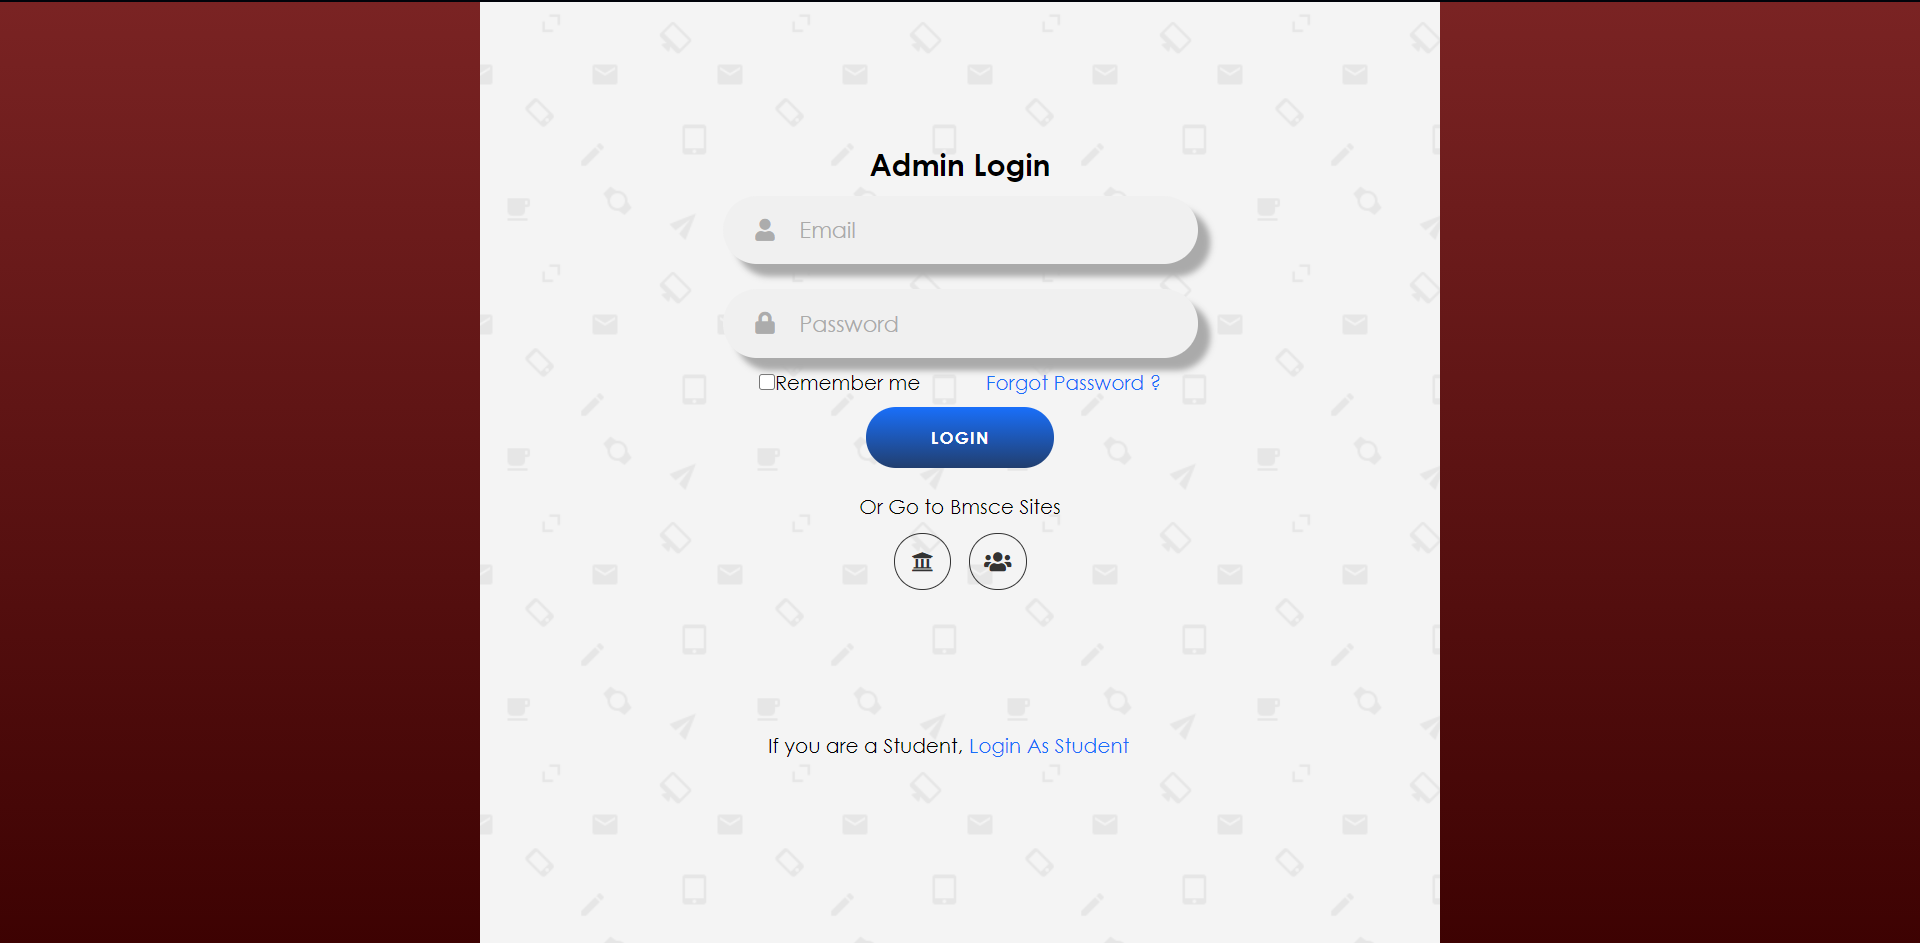 Admin Login
Email
Password
Remember me
Forgot Password ?
LOGIN
Or Go to Bmsce Sites
If you are a Student, Login As Student